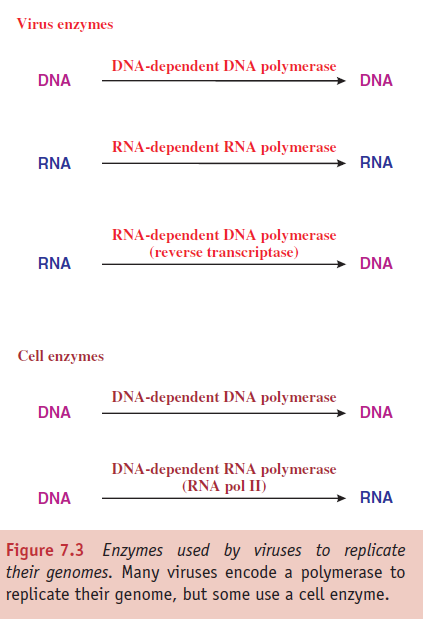 Virus enzymes
DNA-dependent DNA polymerase
DNA DNA
RNA-dependent RNA polymerase
RNA RNA
RNA-dependent DNA polymerase
(reverse transcriptase)
RNA DNA
Cell enzymes
DNA-dependent DNA polymerase
DNA DNA
DNA-dependent RNA polymerase
(RNA pol II)
DNA RNA
Figure 7.3 Enzymes used by viruses to replicate
their genomes. Many viruses encode a polymerase to
replicate their genome, but some use a cell enzyme.